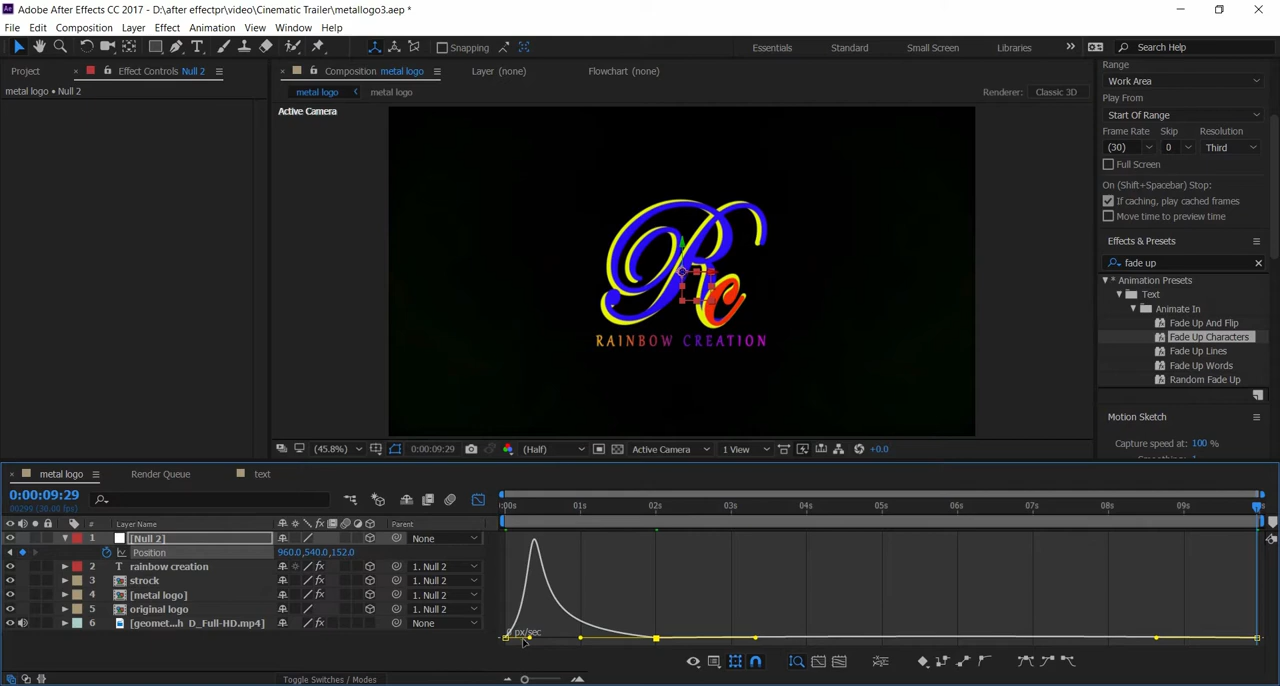 Adobe After Effects CC 2017 - D:\after effectpr\video\Cinematic Trailer\metallogo3.aep *
File Edit Composition Layer Effect Animation View Window Help
Snapping Essentials Standard Small Screen Libraries Search Help
Project Effect Controls Null 2 Composition metal logo Layer (none) Flowchart (none)
metal logo • Null 2 metal logo metal logo Renderer: Classic 3D
Active Camera
Range
Work Area
Play From
Start Of Range
Frame Rate Skip Resolution
(30) 0 Third
Full Screen
On (Shift+Spacebar) Stop:
If caching, play cached frames
Move time to preview time
Effects & Presets
fade up
* Animation Presets
Text
Animate In
Fade Up And Flip
Fade Up Characters
Fade Up Lines
Fade Up Words
Random Fade Up
Motion Sketch
Capture speed at: 100 %
Rc
RAINBOW CREATION
(45.8%) 0:00:09:29 (Half) Active Camera 1 View +0.0
metal logo Render Queue text
0:00:09:29
00299 (30.00 fps)
:00s 01s 02s 03s 04s 05s 06s 07s 08s 09s
# Layer Name Parent
1 [Null 2] None
Position 960.0,540.0,152.0
2 T rainbow creation 1. Null 2
3 strock 1. Null 2
4 [metal logo] 1. Null 2
5 original logo 1. Null 2
6 [geomet...h D_Full-HD.mp4] None
0 px/sec
Toggle Switches / Modes